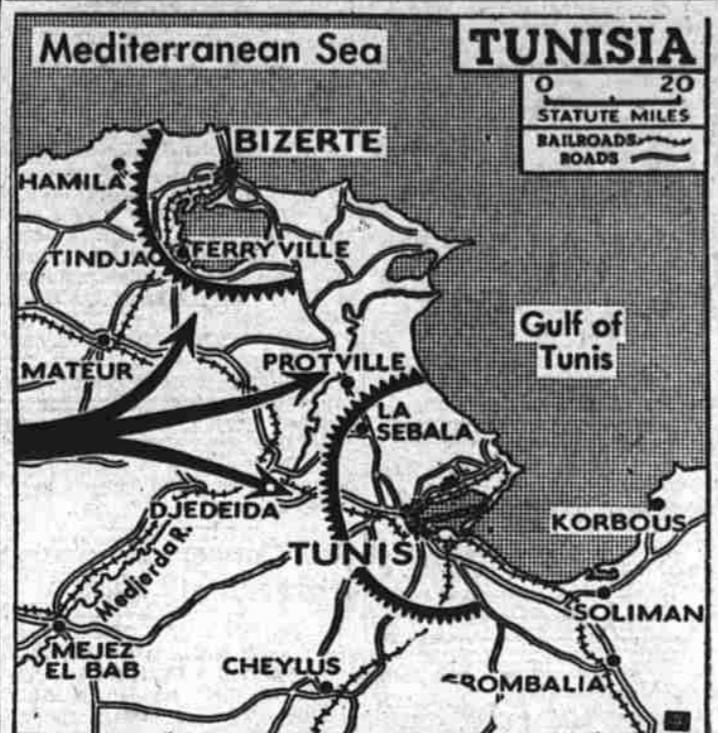 Mediterranean Sea
TUNISIA
0 20
STATUTE MILES
RAILROADS
ROADS
BIZERTE
HAMILA
TINDJA
FERRYVILLE
Gulf of
Tunis
MATEUR
PROTVILLE
LA
SEBALA
DJEDEIDA
KORBOUS
Medjerda R.
TUNIS
SOLIMAN
MEJEZ
EL BAB
CHEYLUS